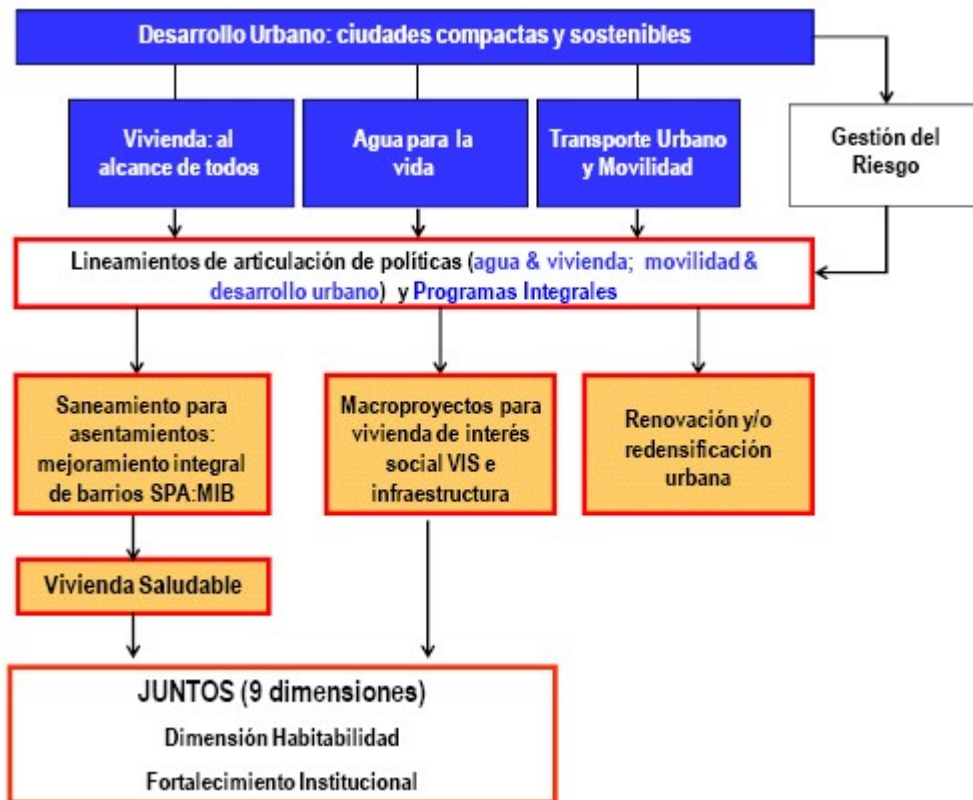 Desarrollo Urbano: ciudades compactas y sostenibles
Vivienda: al
alcance de todos
Agua para la
vida
Transporte Urbano
y Movilidad
Gestión del
Riesgo
Lineamientos de articulación de políticas (agua & vivienda; movilidad &
desarrollo urbano) y Programas Integrales
Saneamiento para
asentamientos:
mejoramiento integral
de barrios SPA:MIB
Macroproyectos para
vivienda de interés
social VIS e
infraestructura
Renovación y/o
redensificación
urbana
Vivienda Saludable
JUNTOS (9 dimensiones)
Dimensión Habitabilidad
Fortalecimiento Institucional